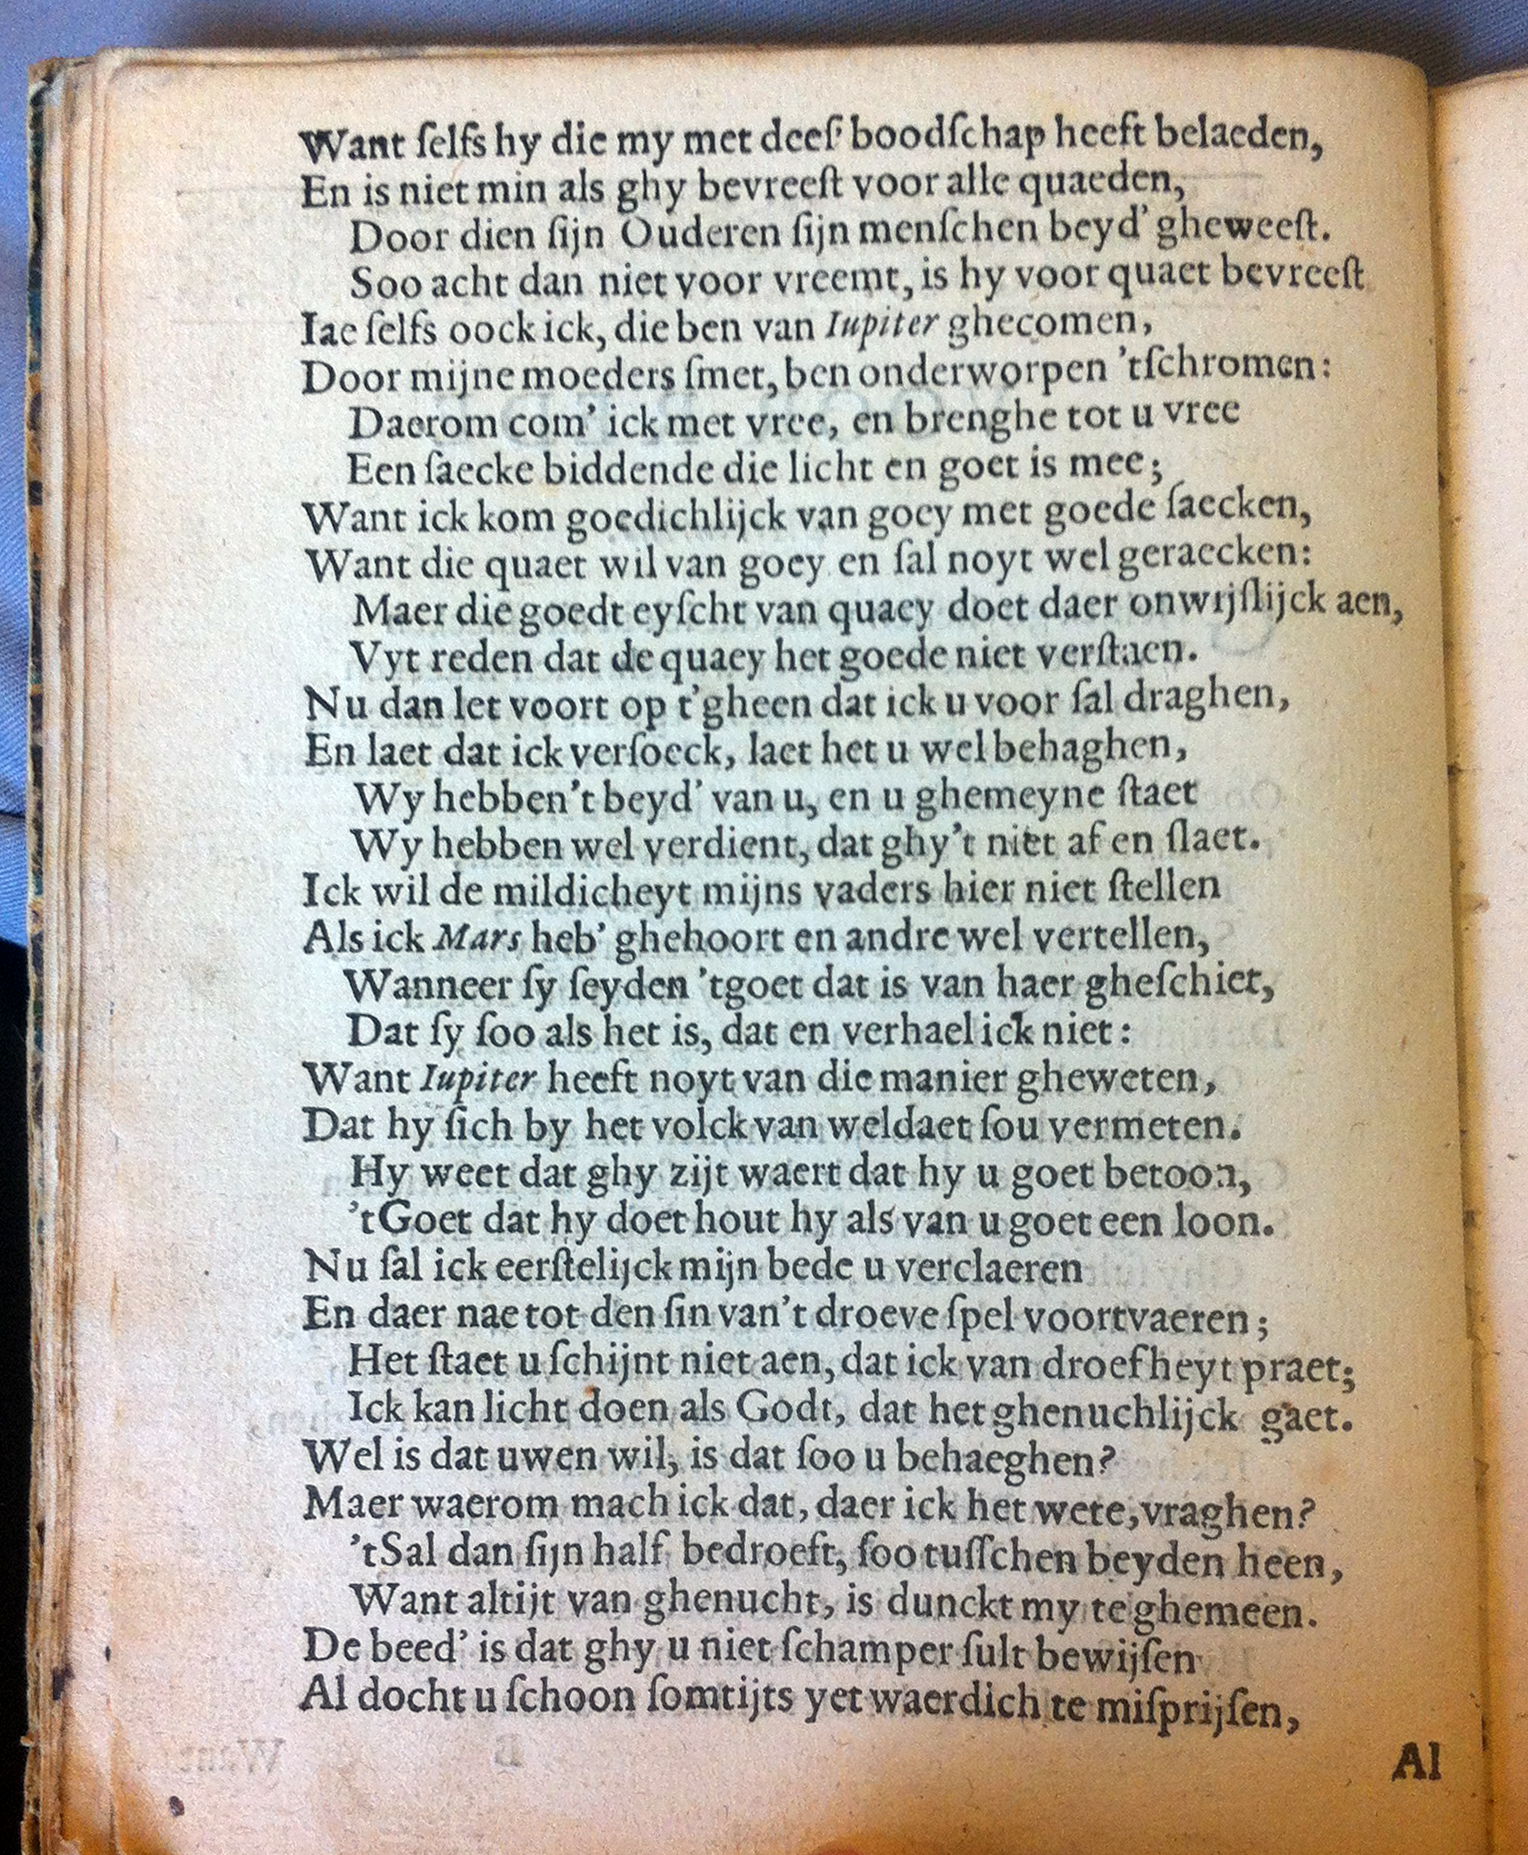 Want ſelfs hy die my met deeſ' boodſchap heeft belaeden,
En is niet min als ghy bevreeſt voor alle quaeden,
Door dien ſijn Ouderen ſijn menſchen beyd' gheweeſt.
Soo acht dan niet voor vreemt, is hy voor quaet bevreeſt
Iae ſelfs oock ick, die ben van Iupiter ghecomen,
Door mijne moeders ſmet, ben onderworpen 'tſchromen:
Daerom com' ick met vree, en brenghe tot u vree
Een ſaecke biddende die licht en goet is mee;
Want ick kom goedichlijck van goey met goede ſaecken,
Want die quaet wil van goey en ſal noyt wel geraecken:
Maer die goedt eyſcht van quaey doet daer onwijſlijck aen,
Vyt reden dat de quaey het goede niet verſtaen.
Nu dan let voort op t'gheen dat ick u voor ſal draghen,
En laet dat ick verſoeck, laet het u wel behaghen,
Wy hebben't beyd' van u, en u ghemeyne ſtaet
Wy hebben wel verdient, dat ghy't niet af en ſlaet.
Ick wil de mildicheyt mijns vaders hier niet ſtellen
Als ick Mars heb' ghehoort en andre wel vertellen,
Wanneer ſy ſeyden 'tgoet dat is van haer gheſchiet,
Dat ſy ſoo als het is, dat en verhael ick niet:
Want Iupiter heeft noyt van die manier gheweten,
Dat hy ſich by het volck van weldaet ſou vermeten.
Hy weet dat ghy zijt waert dat hy u goet betoon,
'tGoet dat hy doet hout hy als van u goet een loon.
Nu ſal ick eerſtelijck mijn bede u verclaeren
En daer nae tot den ſin van't droeve ſpel voortvaeren;
Het ſtaet u ſchijnt niet aen, dat ick van droefheyt praet;
Ick kan licht doen als Godt, dat het ghenuchlijck gaet.
Wel is dat uwen wil, is dat ſoo u behaeghen?
Maer waerom mach ick dat, daer ick het wete, vraghen?
'tSal dan ſijn half bedroeft, ſoo tuſſchen beyden heen,
Want altijt van ghenucht, is dunckt my te ghemeen.
De beed' is dat ghy u niet ſchamper ſult bewijſen
Al docht u ſchoon ſomtijts yet waerdich te miſprijſen,
Al